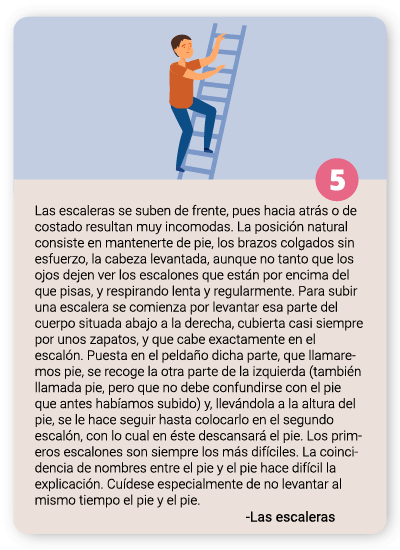 5
Las escaleras se suben de frente, pues hacia atrás o de
costado resultan muy incomodas. La posición natural
consiste en mantenerte de pie, los brazos colgados sin
esfuerzo, la cabeza levantada, aunque no tanto que los
ojos dejen ver los escalones que están por encima del
que pisas, y respirando lenta y regularmente. Para subir
una escalera se comienza por levantar esa parte del
cuerpo situada abajo a la derecha, cubierta casi siempre
por unos zapatos, y que cabe exactamente en el
escalón. Puesta en el peldaño dicha parte, que llamare-
mos pie, se recoge la otra parte de la izquierda (también
llamada pie, pero que no debe confundirse con el pie
que antes habíamos subido) y, llevándola a la altura del
pie, se le hace seguir hasta colocarlo en el segundo
escalón, con lo cual en éste descansará el pie. Los prim-
eros escalones son siempre los más difíciles. La coinci-
dencia de nombres entre el pie y el pie hace difícil la
explicación. Cuídese especialmente de no levantar al
mismo tiempo el pie y el pie.
-Las escaleras